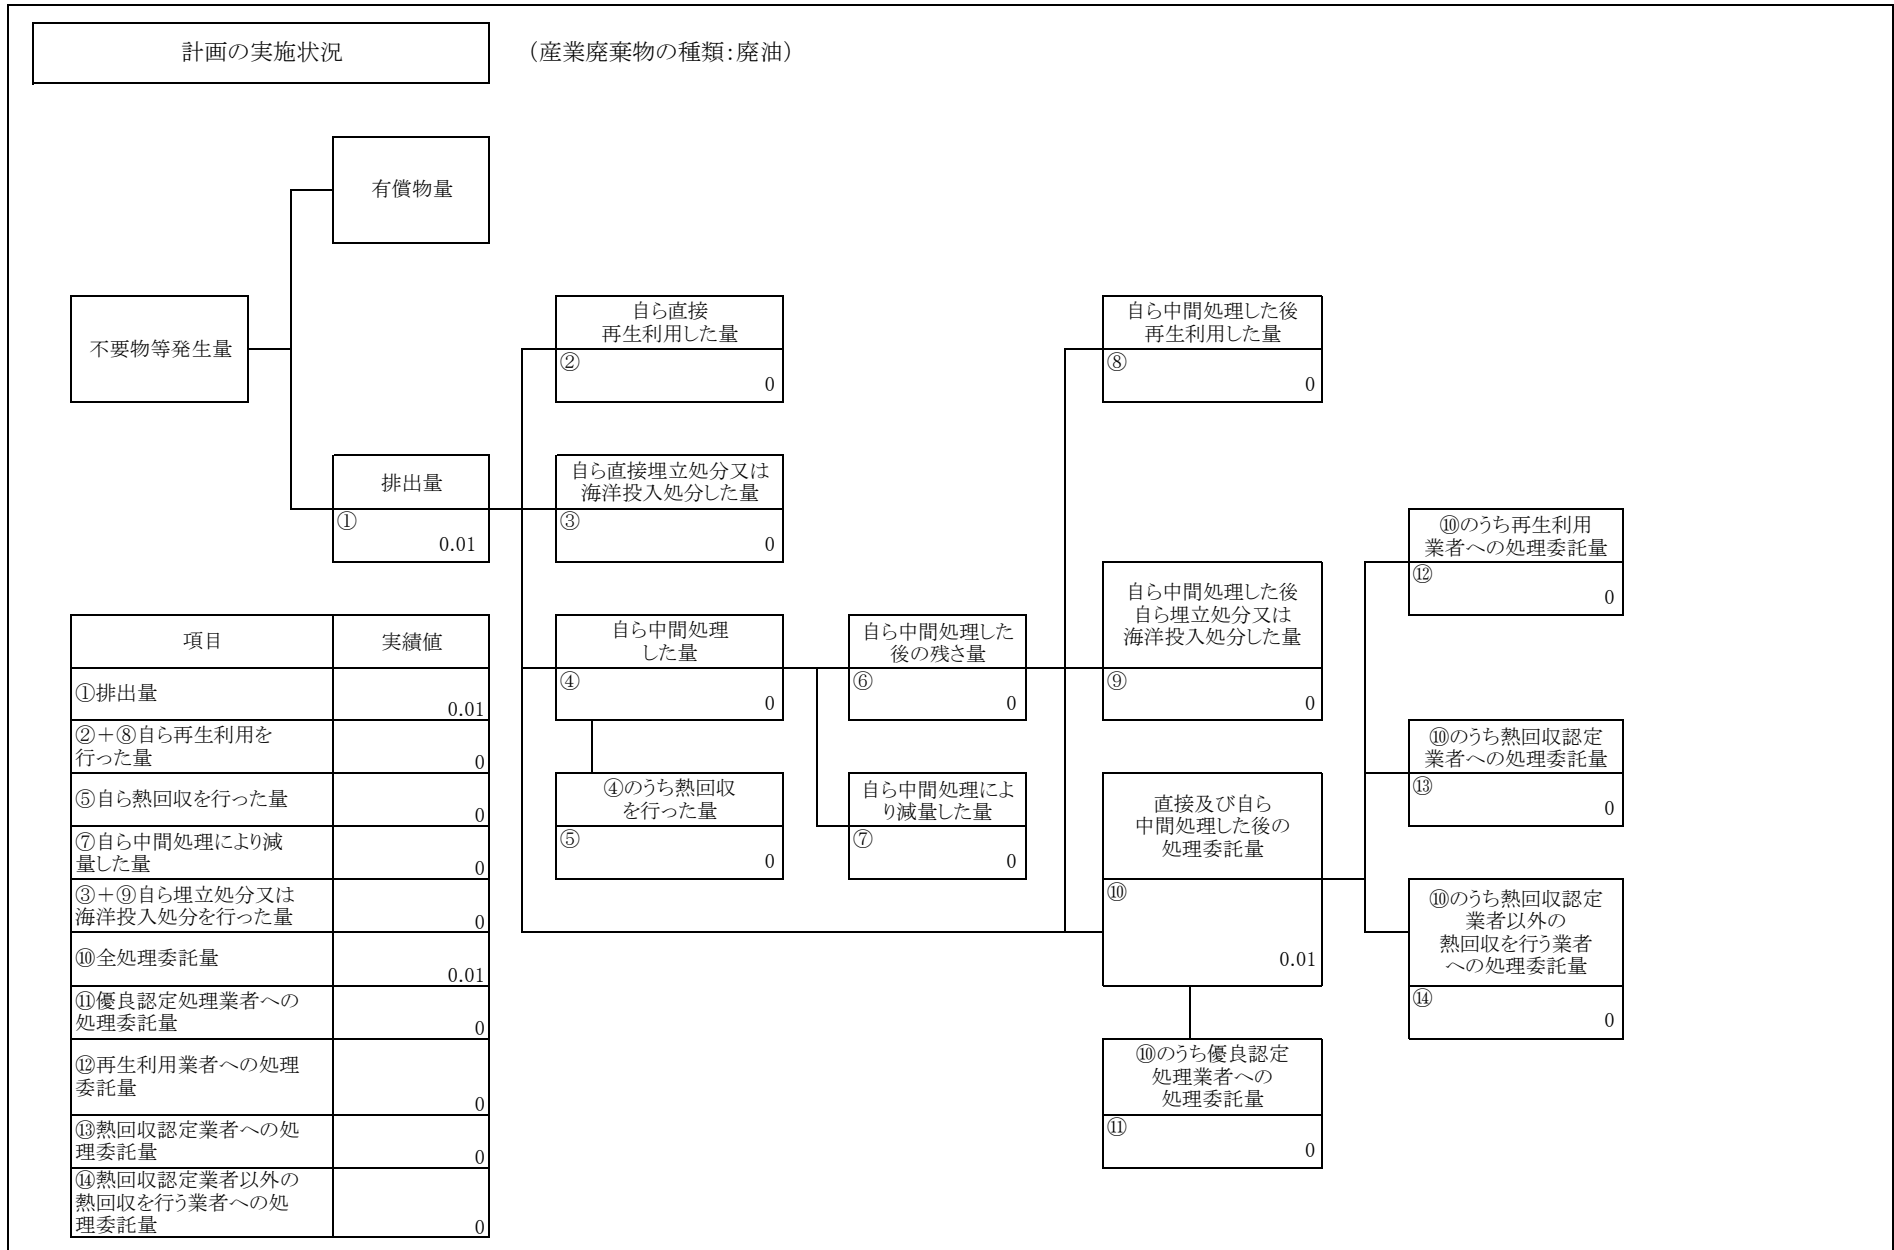 計画の実施状況
（産業廃棄物の種類：廃油）
有償物量
不要物等発生量
自ら直接
再生利用した量
②
0
自ら中間処理した後
再生利用した量
⑧
0
排出量
①
0.01
自ら直接埋立処分又は
海洋投入処分した量
③
0
⑩のうち再生利用
業者への処理委託量
⑫
0
自ら中間処理した後
自ら埋立処分又は
海洋投入処分した量
⑨
0
自ら中間処理
した量
④
0
自ら中間処理した
後の残さ量
⑥
0
⑩のうち熱回収認定
業者への処理委託量
⑬
0
④のうち熱回収
を行った量
⑤
0
自ら中間処理によ
り減量した量
⑦
0
直接及び自ら
中間処理した後の
処理委託量
⑩
0.01
⑩のうち熱回収認定
業者以外の
熱回収を行う業者
への処理委託量
⑭
0
⑩のうち優良認定
処理業者への
処理委託量
⑪
0
項目
実績値
①排出量
0.01
②＋⑧自ら再生利用を
行った量
0
⑤自ら熱回収を行った量
0
⑦自ら中間処理により減
量した量
0
③＋⑨自ら埋立処分又は
海洋投入処分を行った量
0
⑩全処理委託量
0.01
⑪優良認定処理業者への
処理委託量
0
⑫再生利用業者への処理
委託量
0
⑬熱回収認定業者への処
理委託量
0
⑭熱回収認定業者以外の
熱回収を行う業者への処
理委託量
0